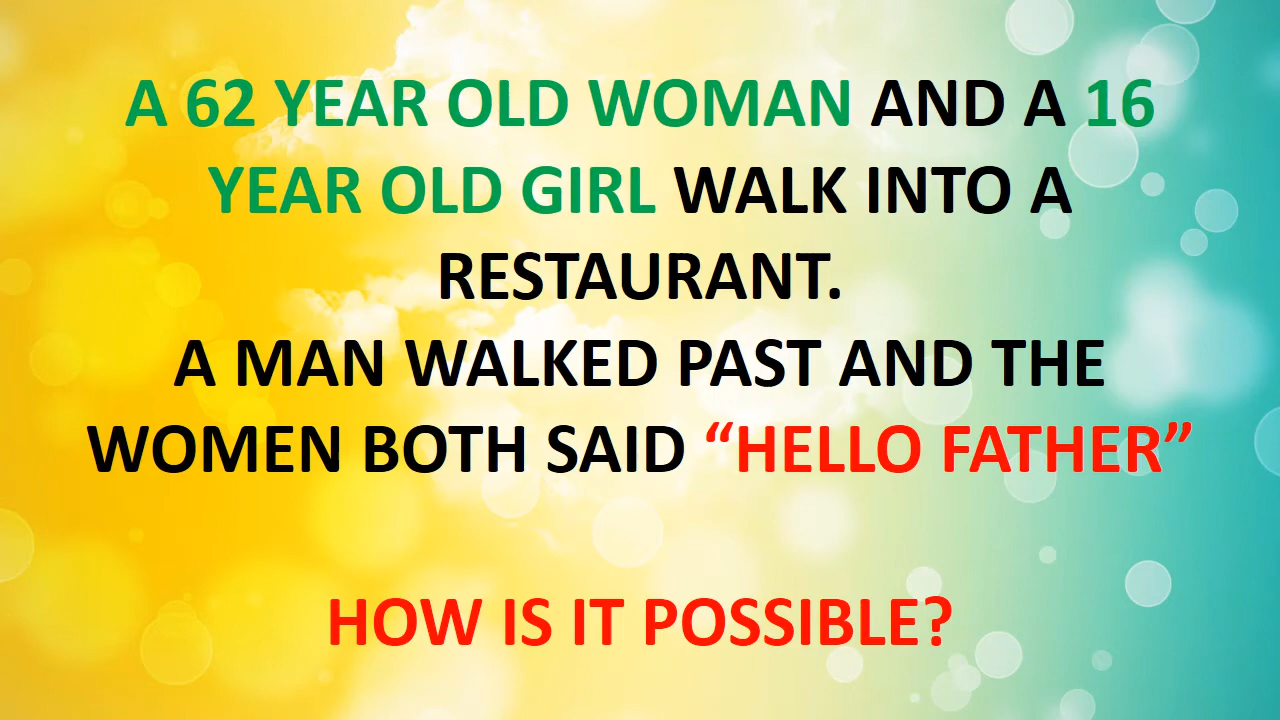 A 62 YEAR OLD WOMAN AND A 16
YEAR OLD GIRL WALK INTO A
RESTAURANT.
A MAN WALKED PAST AND THE
WOMEN BOTH SAID “HELLO FATHER”
HOW IS IT POSSIBLE?